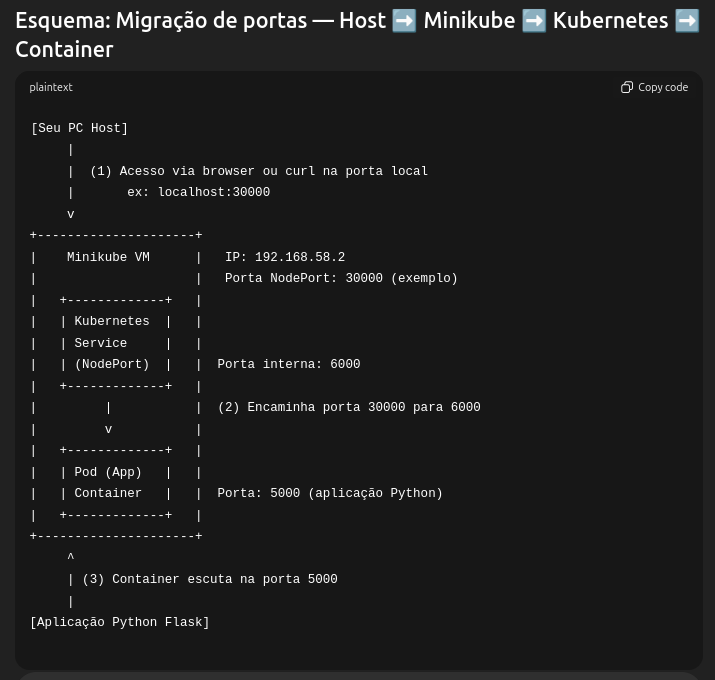 Esquema: Migração de portas — Host ➡️ Minikube ➡️ Kubernetes ➡️
Container
plaintext
Copy code
[Seu PC Host]
     |
     |  (1) Acesso via browser ou curl na porta local
     |       ex: localhost:30000
     v
+---------------------+
|    Minikube VM      |   IP: 192.168.58.2
|                     |   Porta NodePort: 30000 (exemplo)
|   +-------------+   |
|   | Kubernetes  |   |
|   | Service     |   |
|   | (NodePort)  |   |  Porta interna: 6000
|   +-------------+   |
|         |           |  (2) Encaminha porta 30000 para 6000
|         v           |
|   +-------------+   |
|   | Pod (App)   |   |
|   | Container   |   |  Porta: 5000 (aplicação Python)
|   +-------------+   |
+---------------------+
     ^
     | (3) Container escuta na porta 5000
     |
[Aplicação Python Flask]